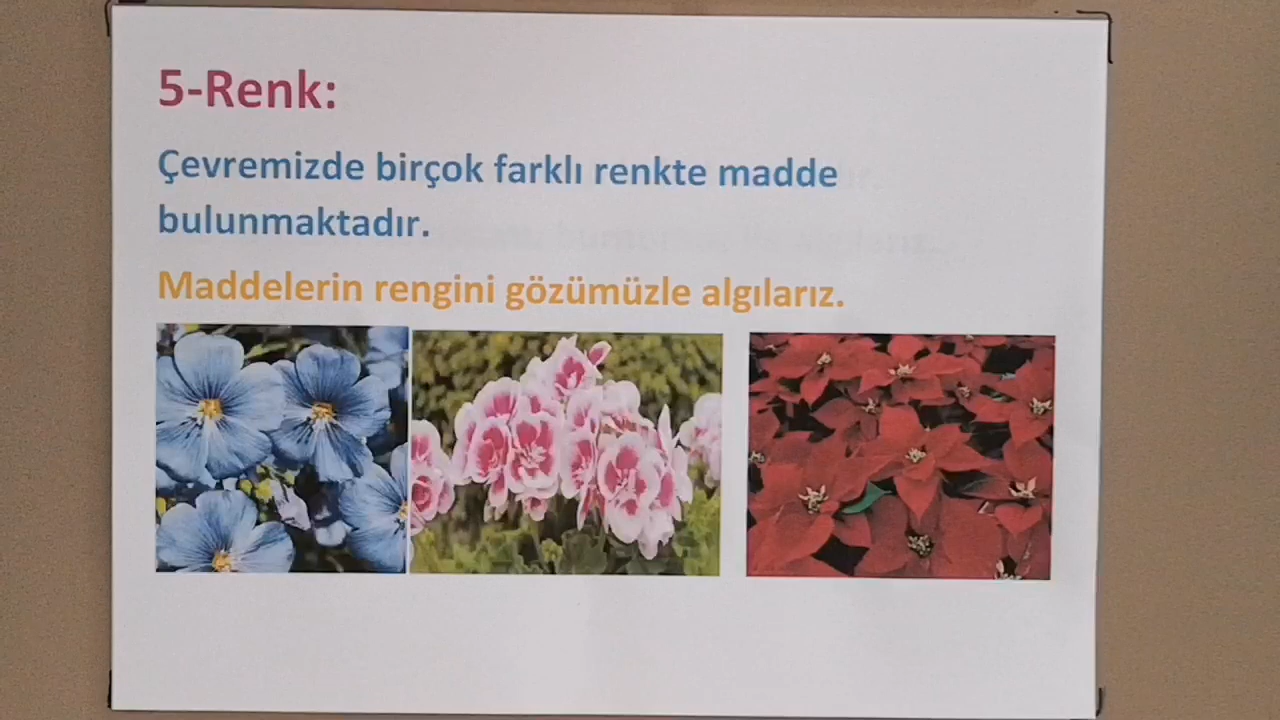 5-Renk:
Çevremizde birçok farklı renkte madde
bulunmaktadır.
Maddelerin rengini gözümüzle algılarız.